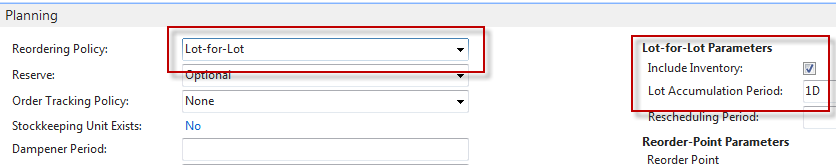 Planning
Reordering Policy: Lot-for-Lot
Reserve: Optional
Order Tracking Policy: None
Stockkeeping Unit Exists: No
Dampener Period:
Lot-for-Lot Parameters
Include Inventory:
Lot Accumulation Period: 1D
Rescheduling Period:
Reorder-Point Parameters
Reorder Point